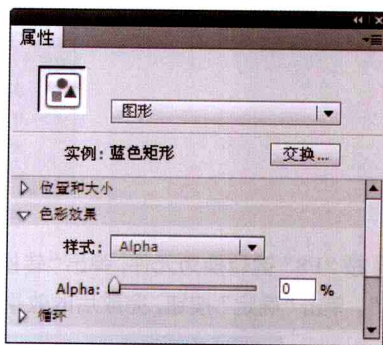 属性
图形
实例: 蓝色矩形 交换...
位置和大小
色彩效果
样式: Alpha
Alpha: 0 %
循环